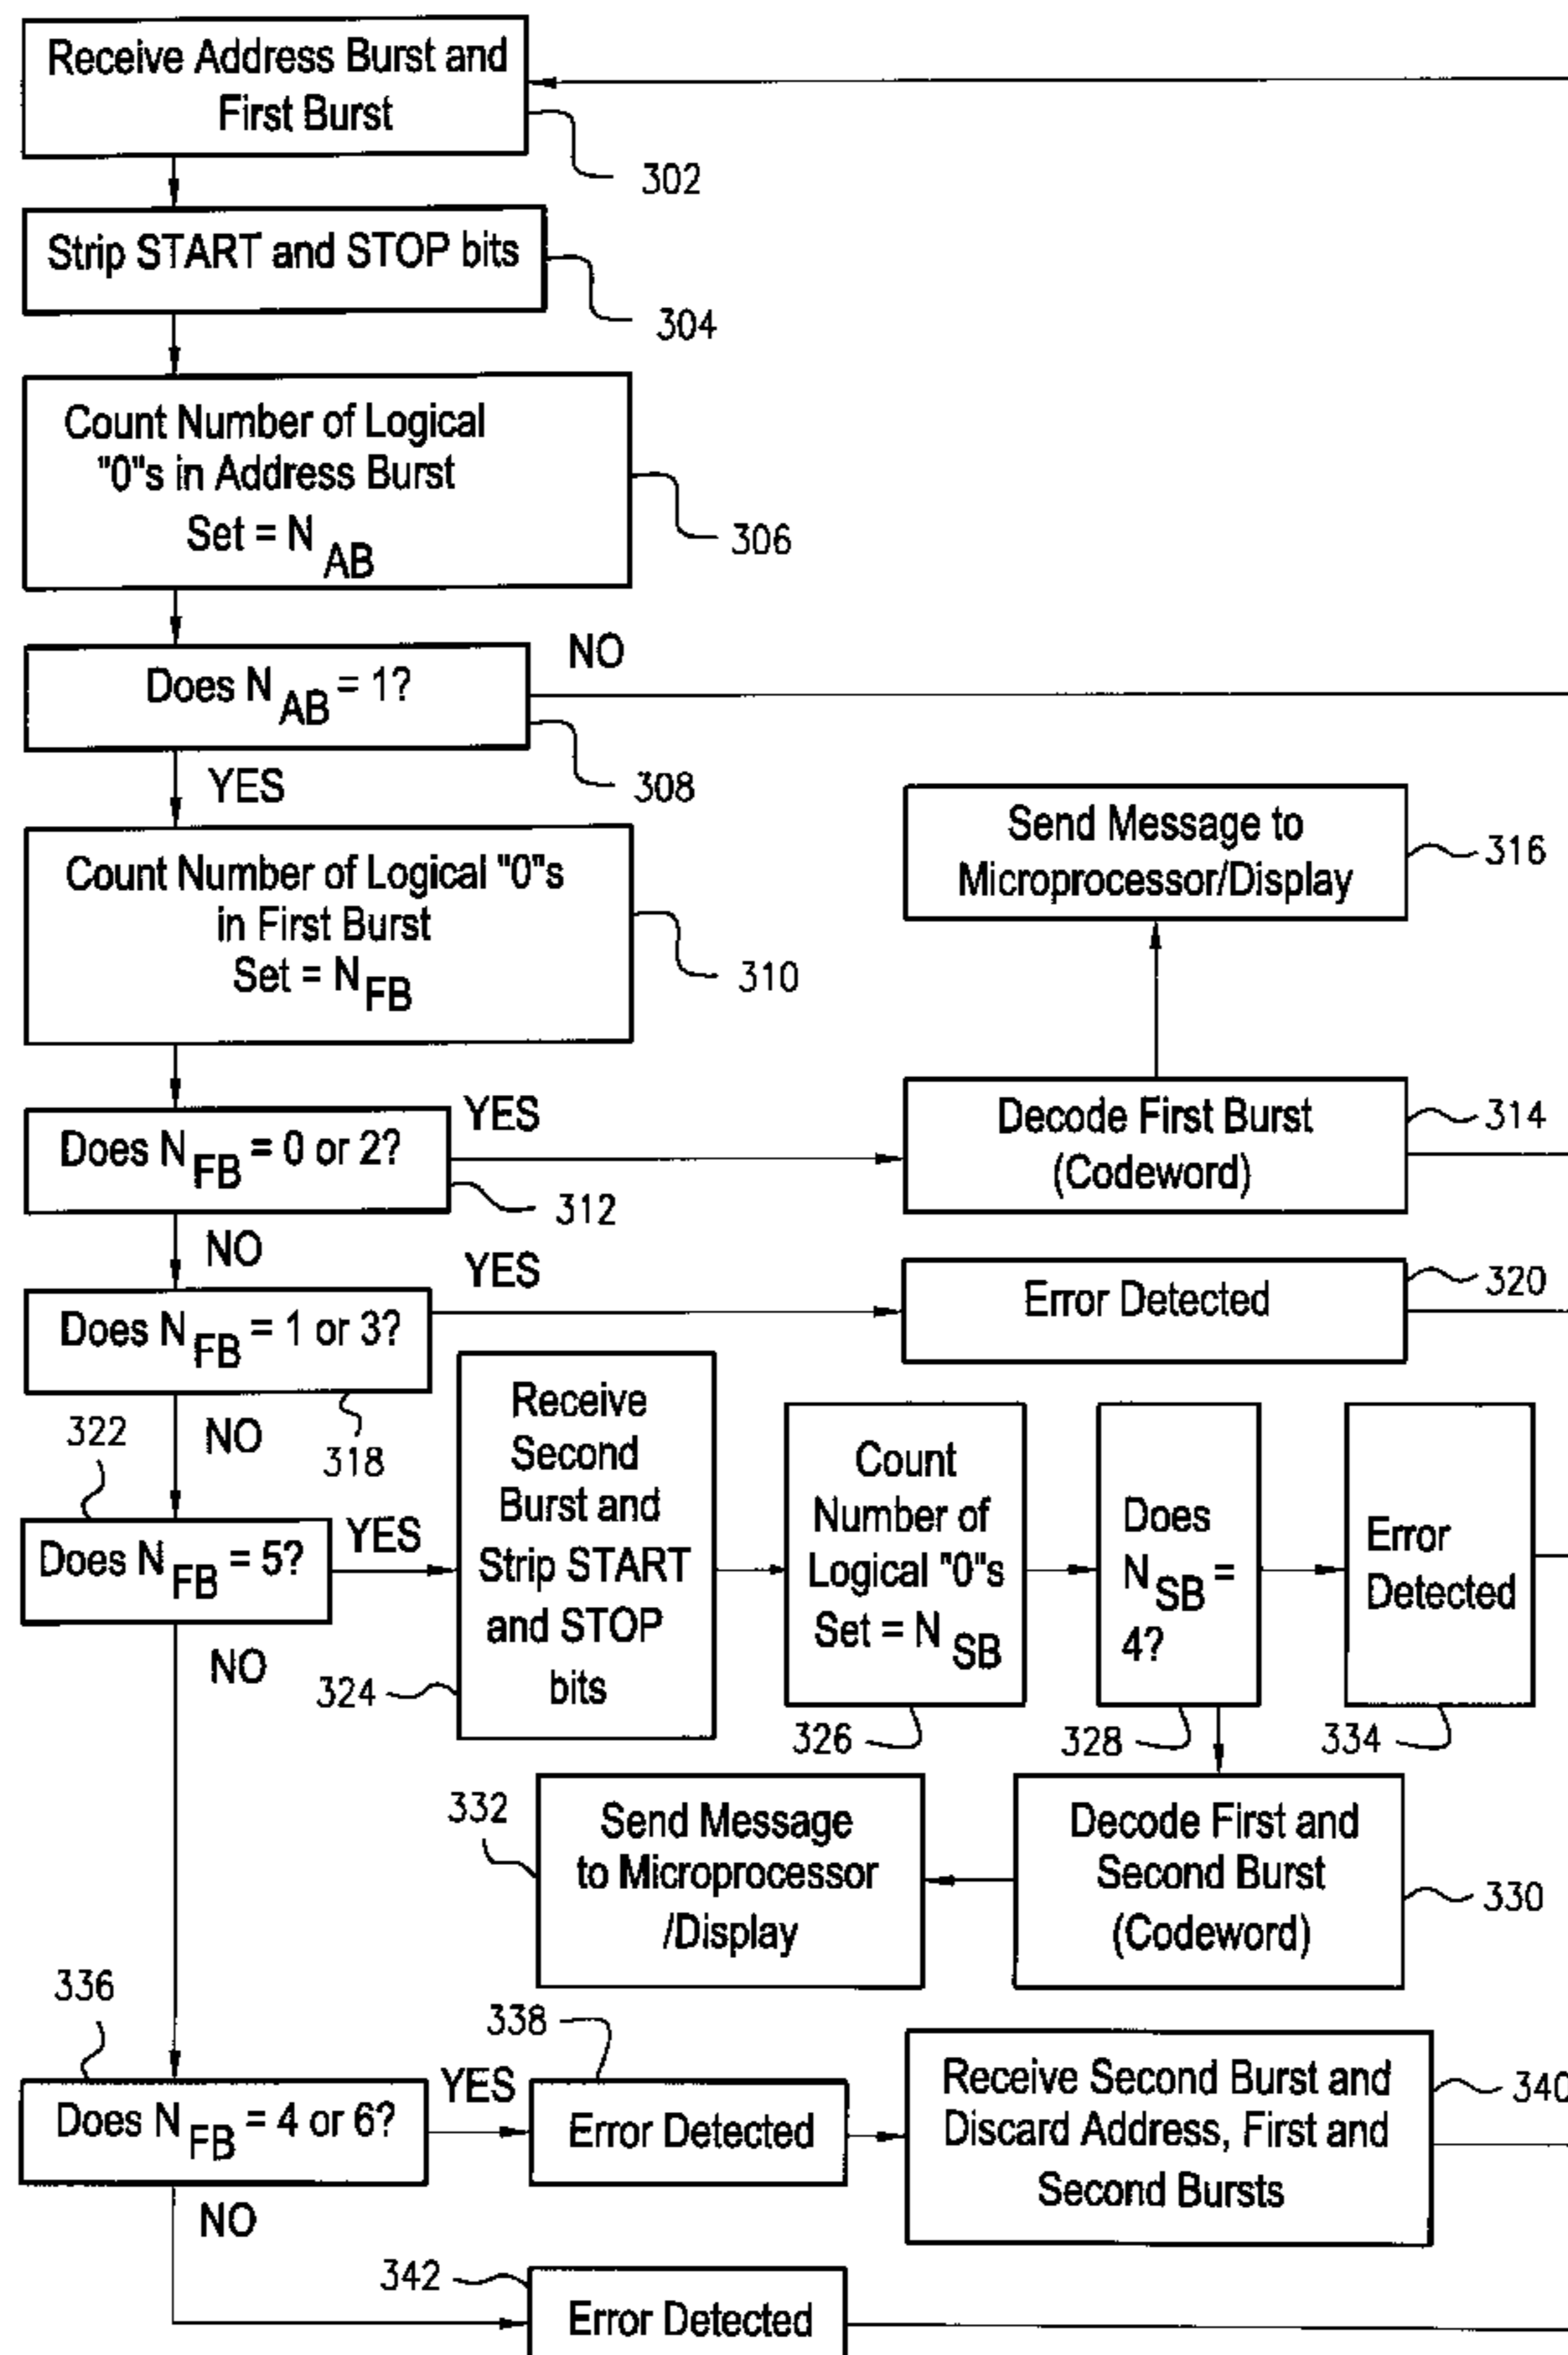 Receive Address Burst and
First Burst
302
Strip START and STOP bits
304
Count Number of Logical
"0"s in Address Burst
Set = N AB
306
Does N AB = 1?
NO
308
YES
Count Number of Logical "0"s
in First Burst
Set = N FB
310
Send Message to
Microprocessor/Display
316
Does N FB = 0 or 2?
YES
312
Decode First Burst
(Codeword)
314
NO
Does N FB = 1 or 3?
YES
318
Error Detected
320
NO
322
Does N FB = 5?
YES
Receive
Second
Burst and
Strip START
and STOP
bits
324
Count
Number of
Logical "0"s
Set = N SB
326
Does
N SB =
4?
328
Error
Detected
334
NO
332
Send Message
to Microprocessor
/Display
Decode First and
Second Burst
(Codeword)
330
336
Does N FB = 4 or 6?
YES
338
Error Detected
Receive Second Burst and
Discard Address, First and
Second Bursts
340
NO
342
Error Detected